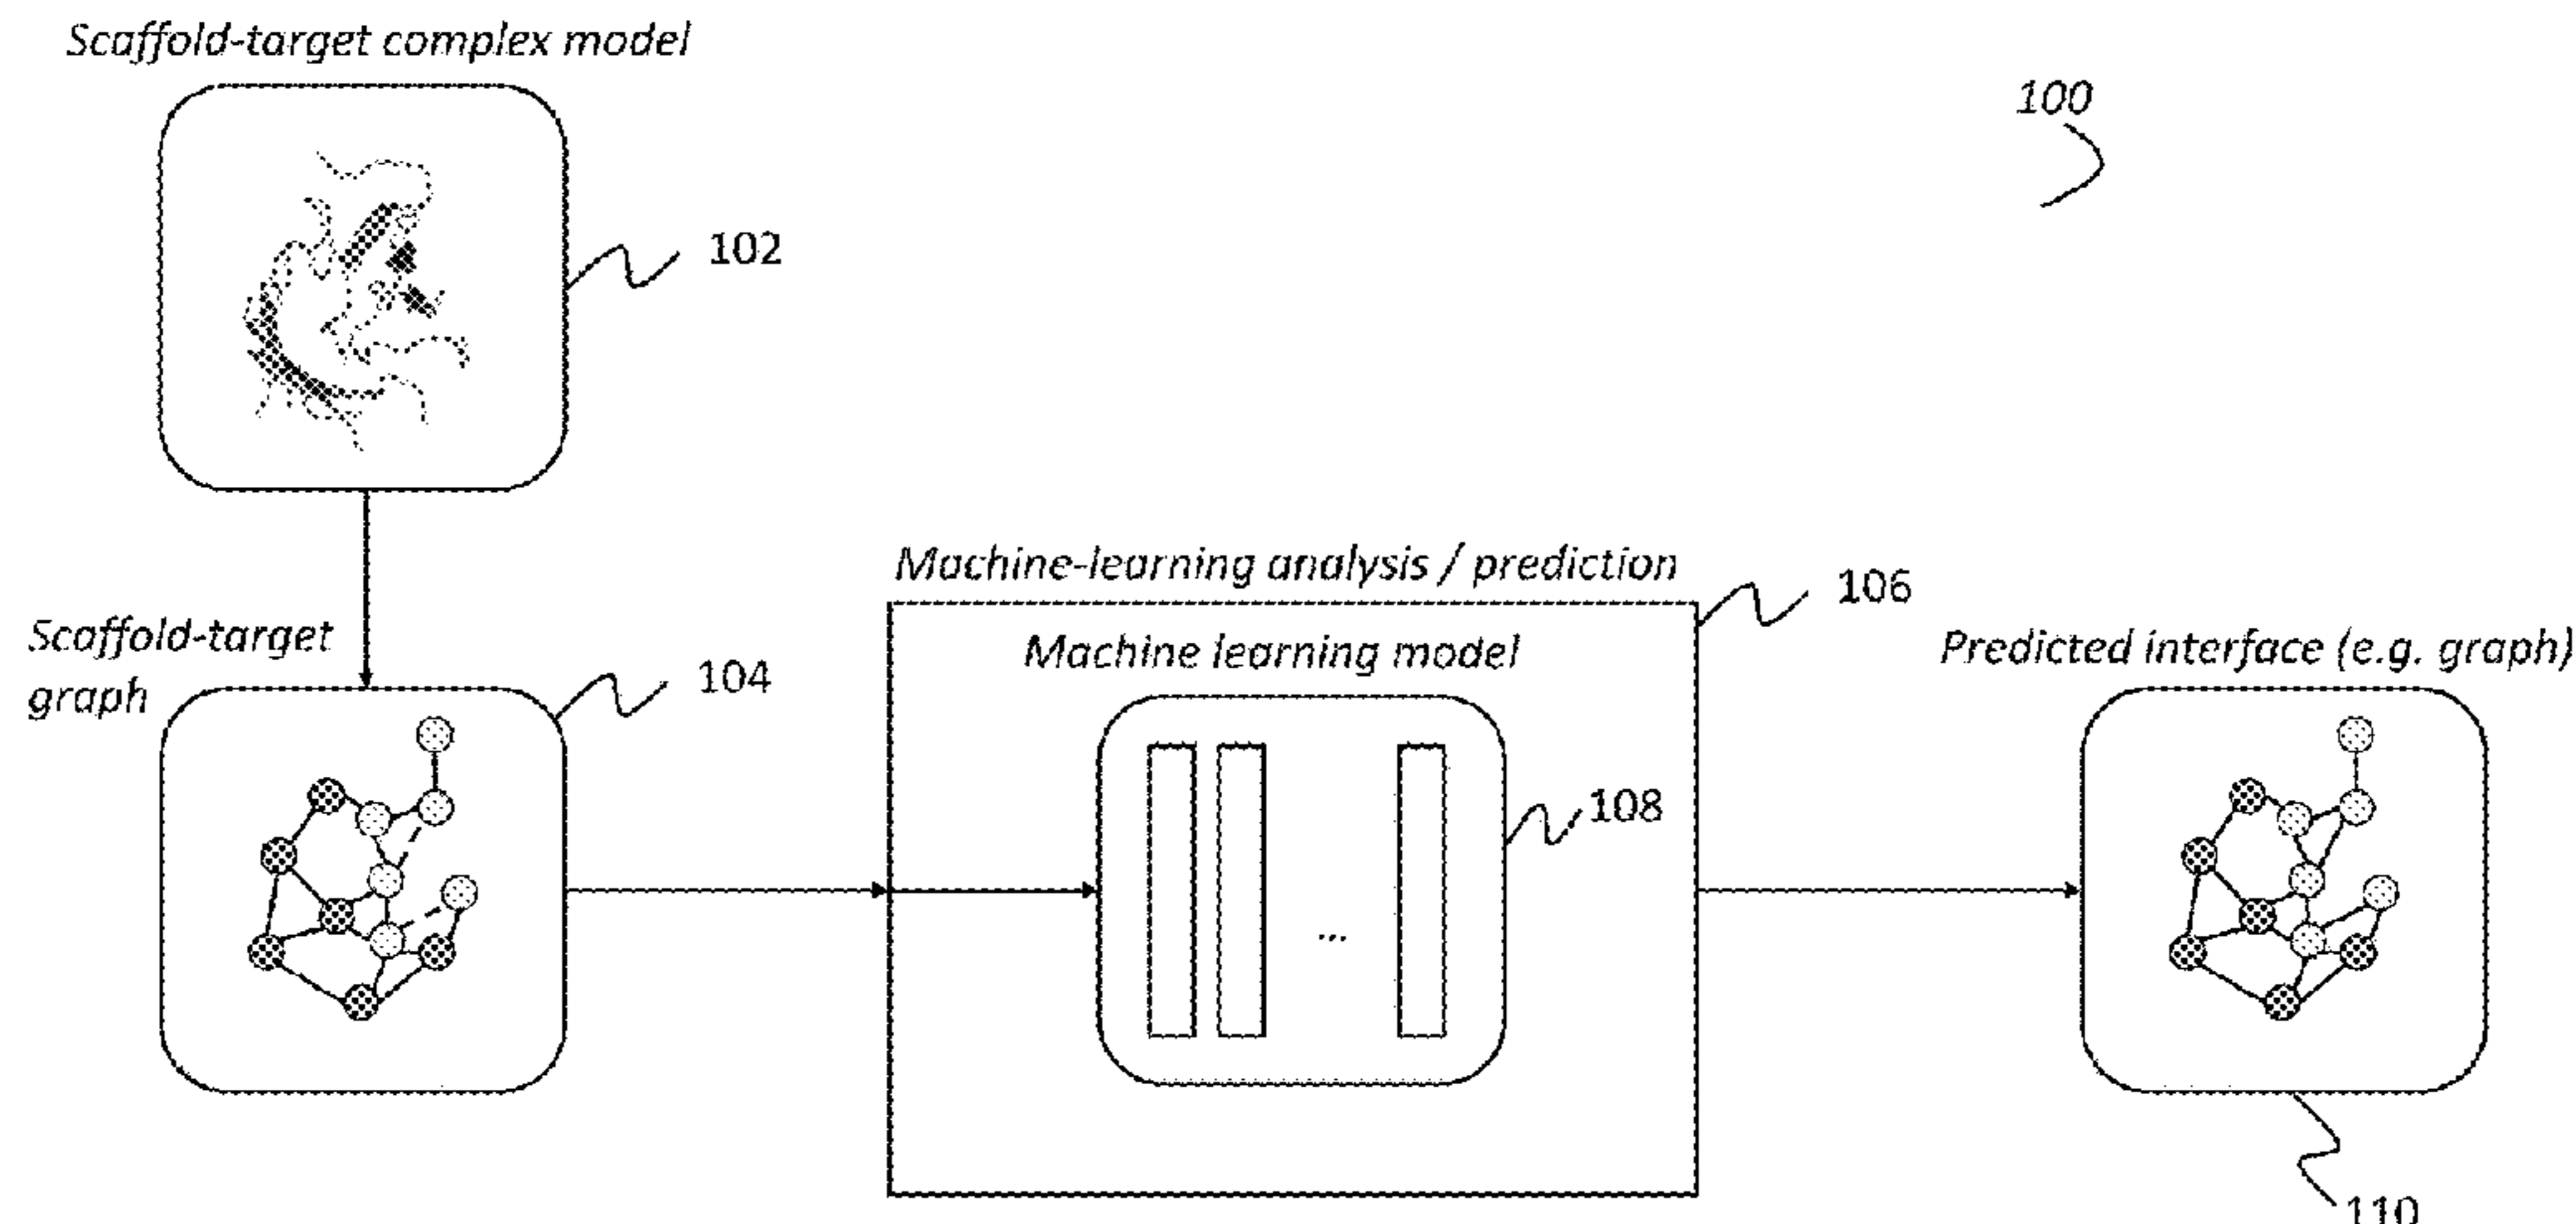 Scaffold-target complex model
100
102
Machine-learning analysis / prediction
106
Scaffold-target
graph
104
Machine learning model
Predicted interface (e.g. graph)
108
...
110